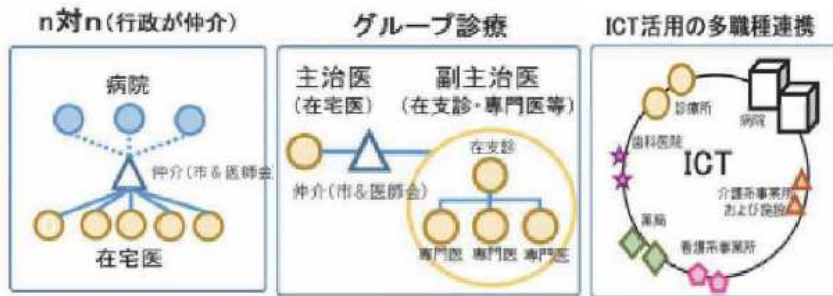 n対n(行政が仲介)
病院
仲介(市&医師会)
在宅医
グループ診療
主治医
(在宅医)
副主治医
(在支診・専門医等)
在支診
仲介(市&医師会)
専門医
専門医
専門医
ICT活用の多職種連携
診療所
病院
歯科医院
ICT
介護系事業所
および施設
薬局
看護系事業所